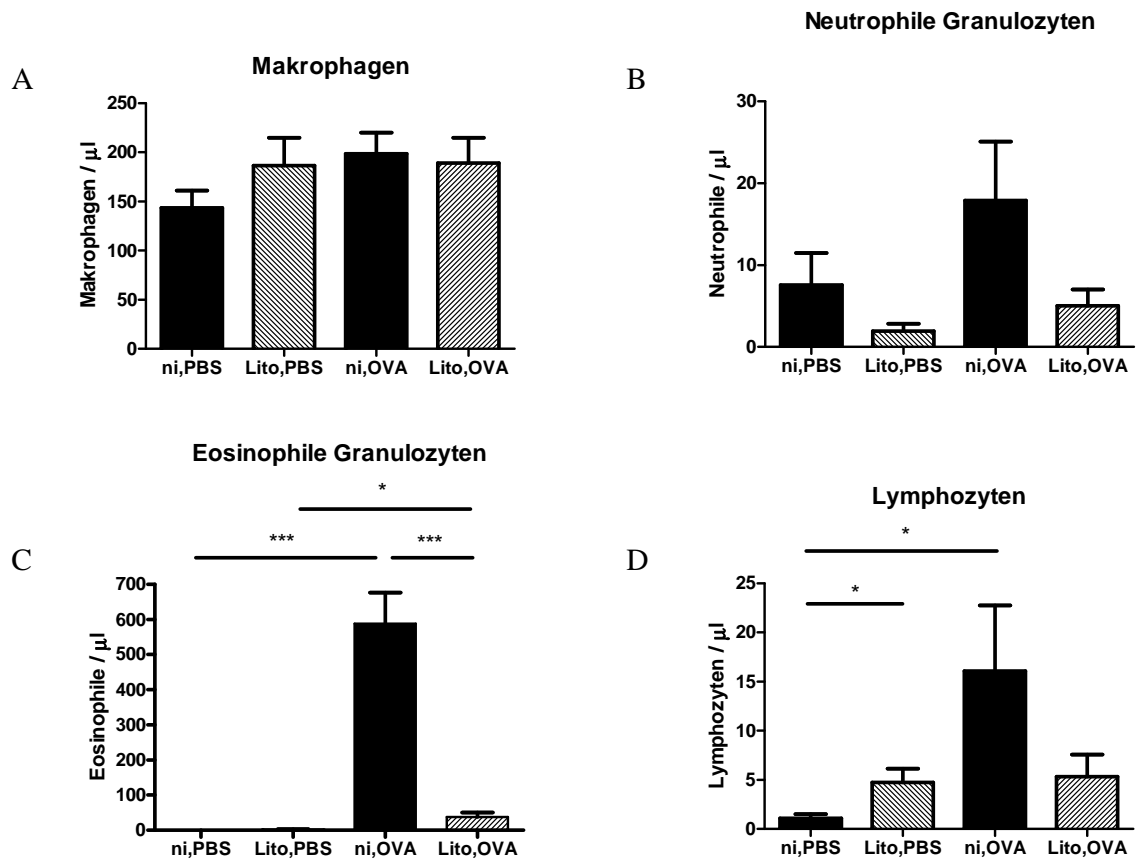 A
Makrophagen
Makrophagen / µl
250
200
150
100
50
0
ni,PBS Lito,PBS ni,OVA Lito,OVA
B
Neutrophile Granulozyten
Neutrophile / µl
30
20
10
0
ni,PBS Lito,PBS ni,OVA Lito,OVA
C
Eosinophile Granulozyten
*
*** ***
Eosinophile / µl
700
600
500
400
300
200
100
0
ni,PBS Lito,PBS ni,OVA Lito,OVA
D
Lymphozyten
*
*
Lymphozyten / µl
25
20
15
10
5
0
ni,PBS Lito,PBS ni,OVA Lito,OVA